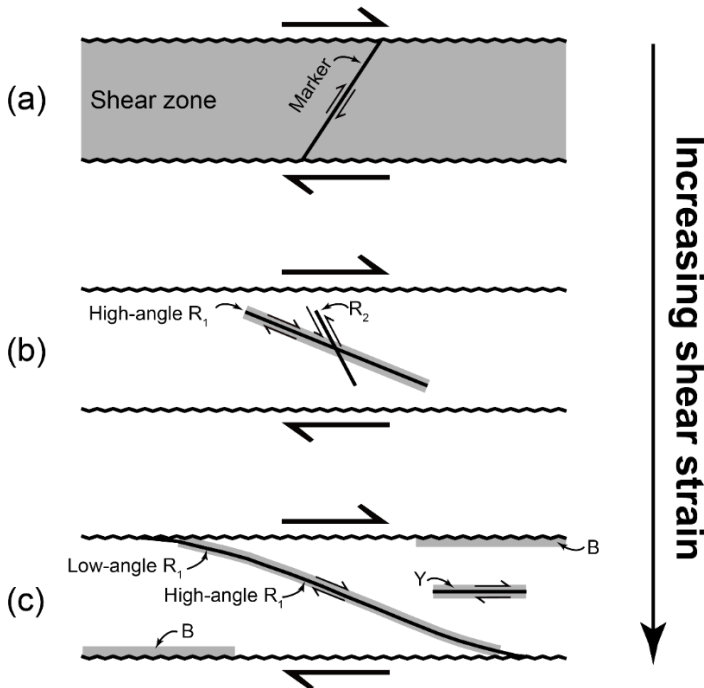 (a)
Shear zone
Marker
(b)
High-angle R₁
R₂
(c)
Low-angle R₁
High-angle R₁
B
Y
B
Increasing shear strain